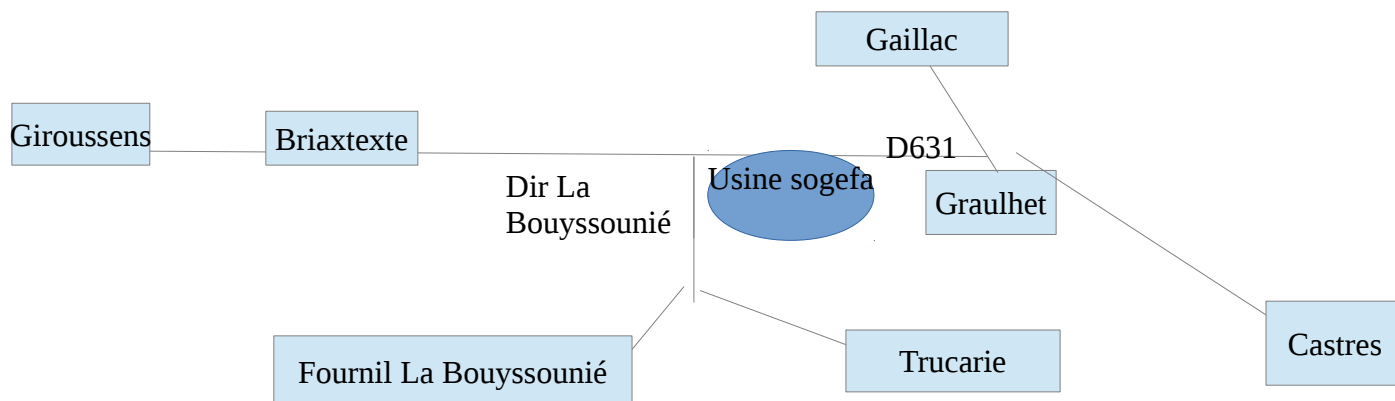 Gaillac
Giroussens
Briaxtexte
D631
Dir La
Bouyssounié
Usine sogefa
Graulhet
Fournil La Bouyssounié
Trucarie
Castres